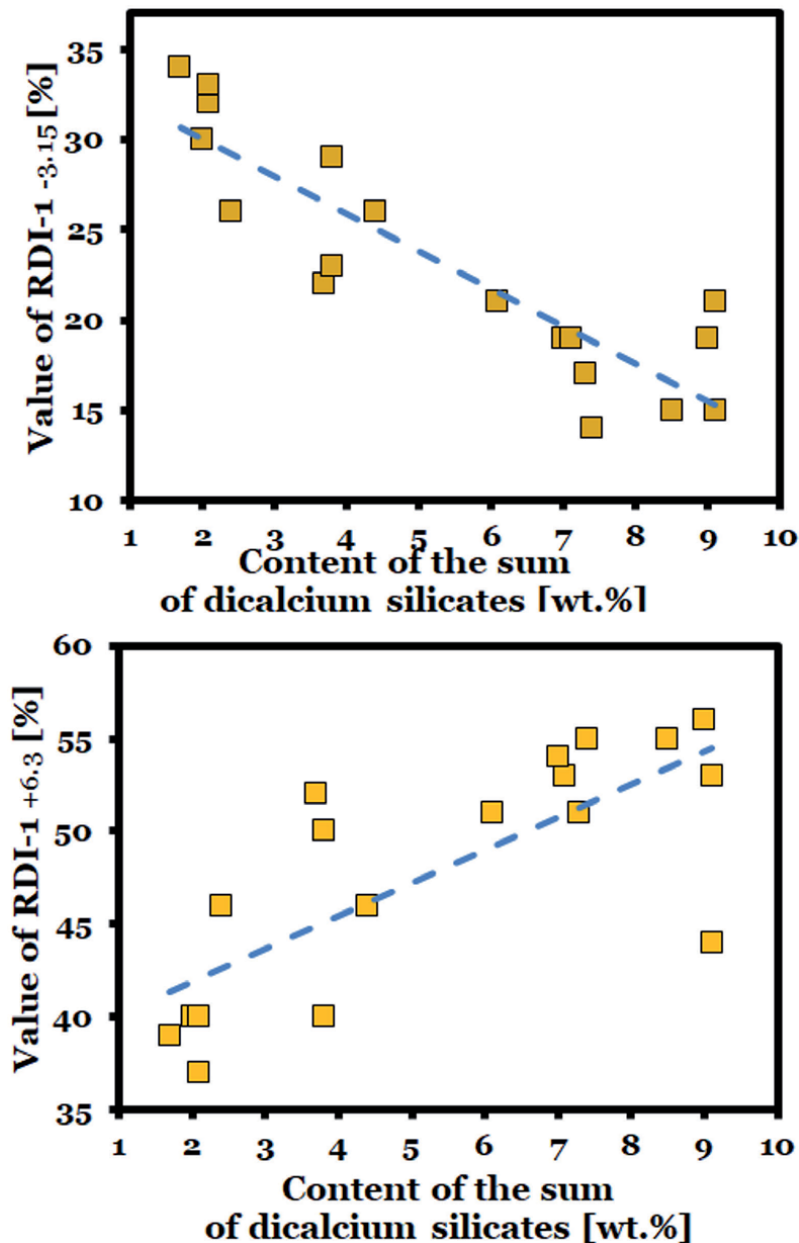 Value of RDI-1 -3.15 [%]
35
30
25
20
15
10
1 2 3 4 5 6 7 8 9 10
Content of the sum
of dicalcium silicates [wt.%]
Value of RDI-1 +6.3 [%]
60
55
50
45
40
35
1 2 3 4 5 6 7 8 9 10
Content of the sum
of dicalcium silicates [wt.%]